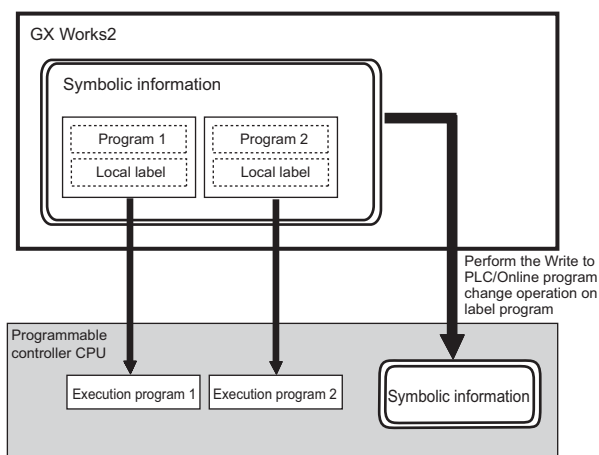 GX Works2
Symbolic information
Program 1
Program 2
Local label
Local label
Perform the Write to
PLC/Online program
change operation on
label program
Programmable
controller CPU
Execution program 1
Execution program 2
Symbolic information